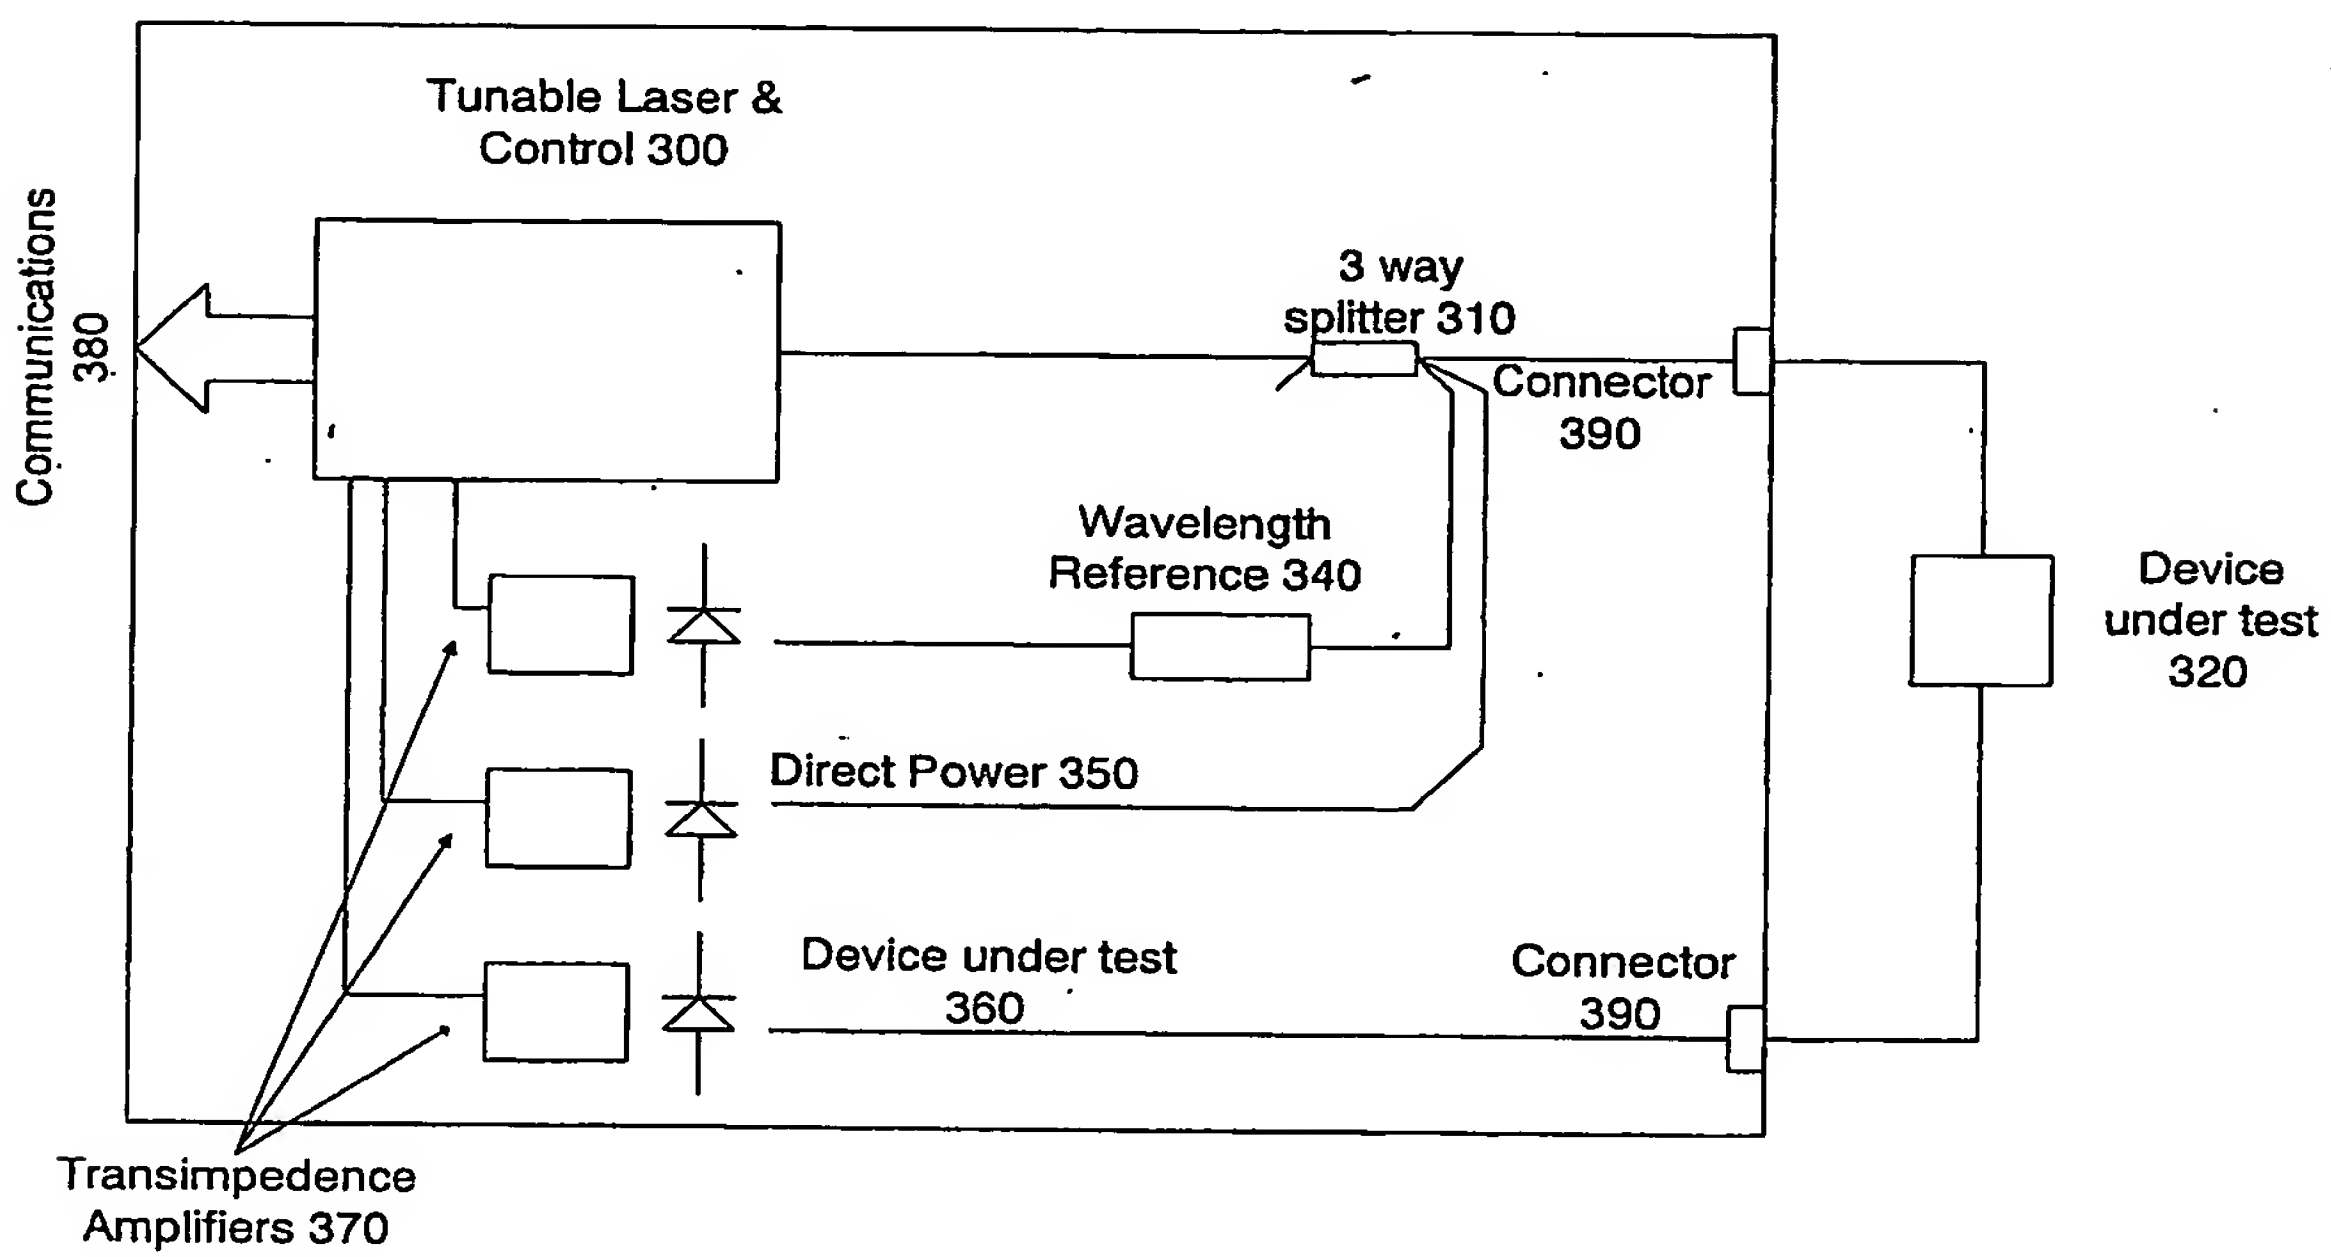 Tunable Laser &
Control 300
Communications
380
3 way
splitter 310
Connector
390
Wavelength
Reference 340
Device
under test
320
Direct Power 350
Device under test
360
Connector
390
Transimpedence
Amplifiers 370